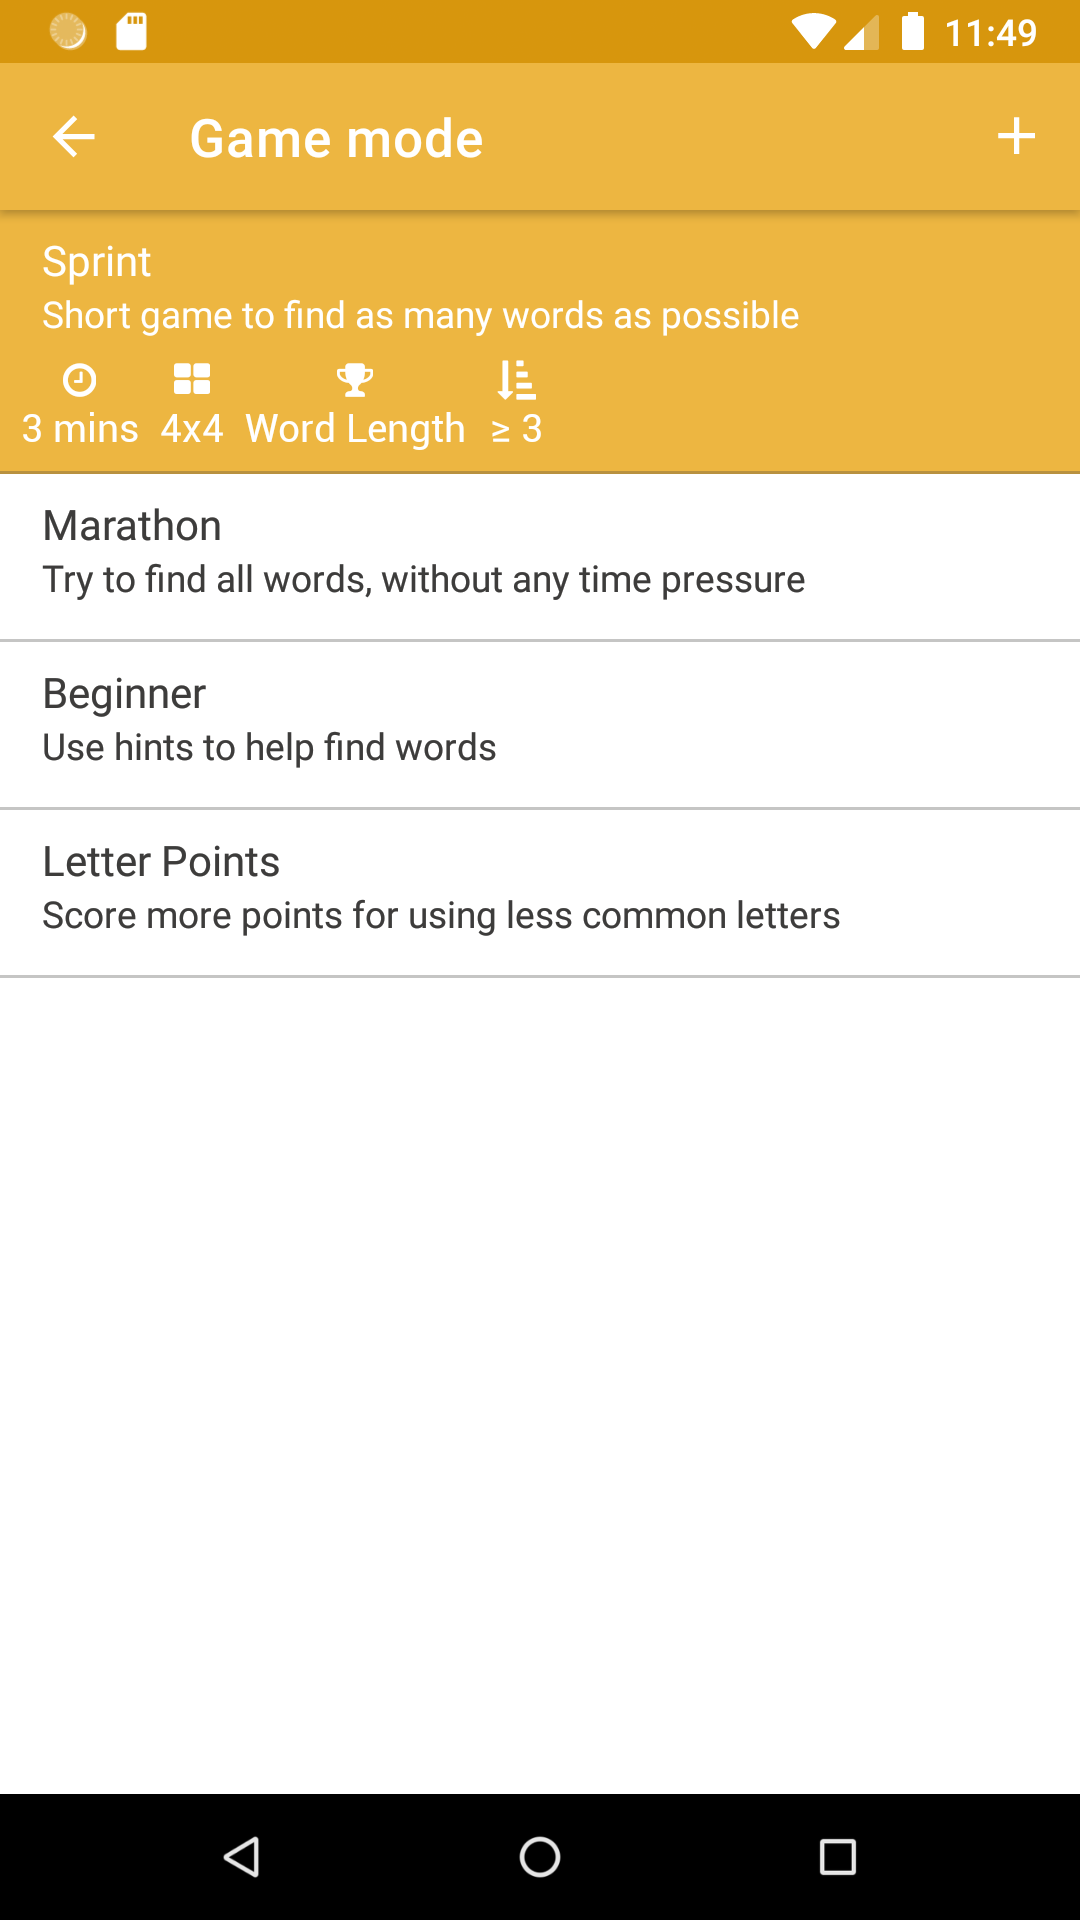 11:49
Game mode
Sprint
Short game to find as many words as possible
3 mins 4x4 Word Length ≥ 3
Marathon
Try to find all words, without any time pressure
Beginner
Use hints to help find words
Letter Points
Score more points for using less common letters